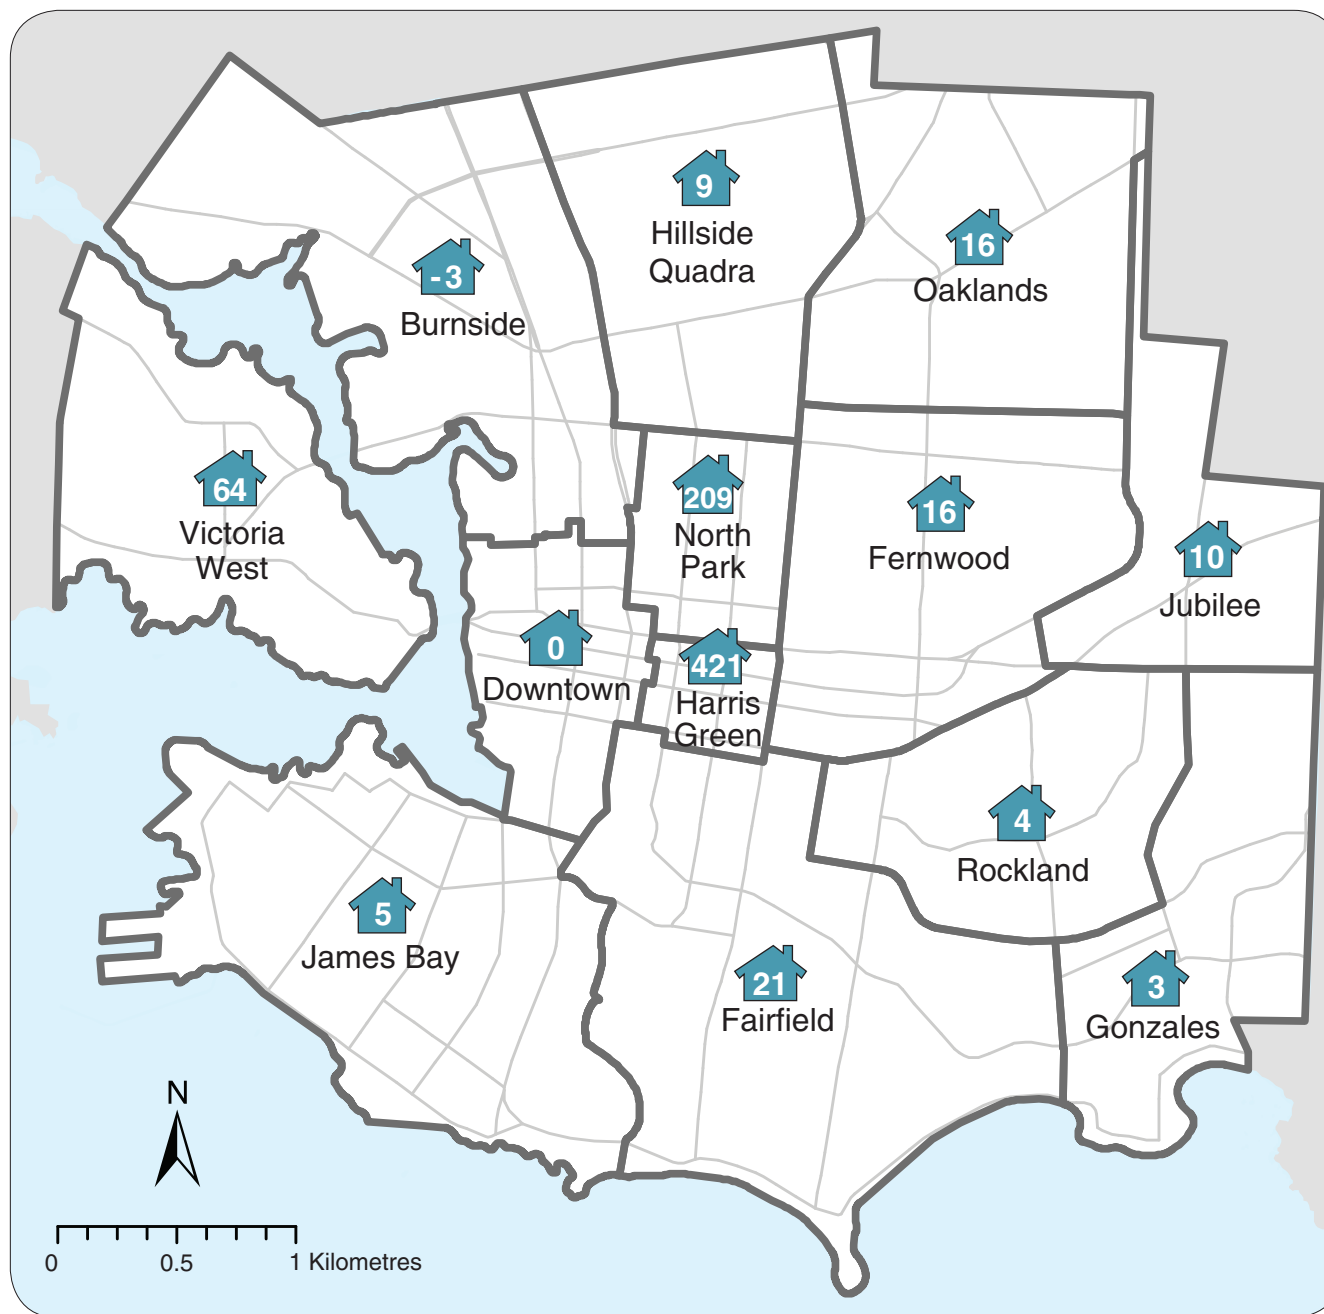 9
Hillside
Quadra
16
Oaklands
-3
Burnside
64
Victoria
West
209
North
Park
16
Fernwood
10
Jubilee
0
Downtown
421
Harris
Green
4
Rockland
5
James Bay
21
Fairfield
3
Gonzales
N
0 0.5 1 Kilometres